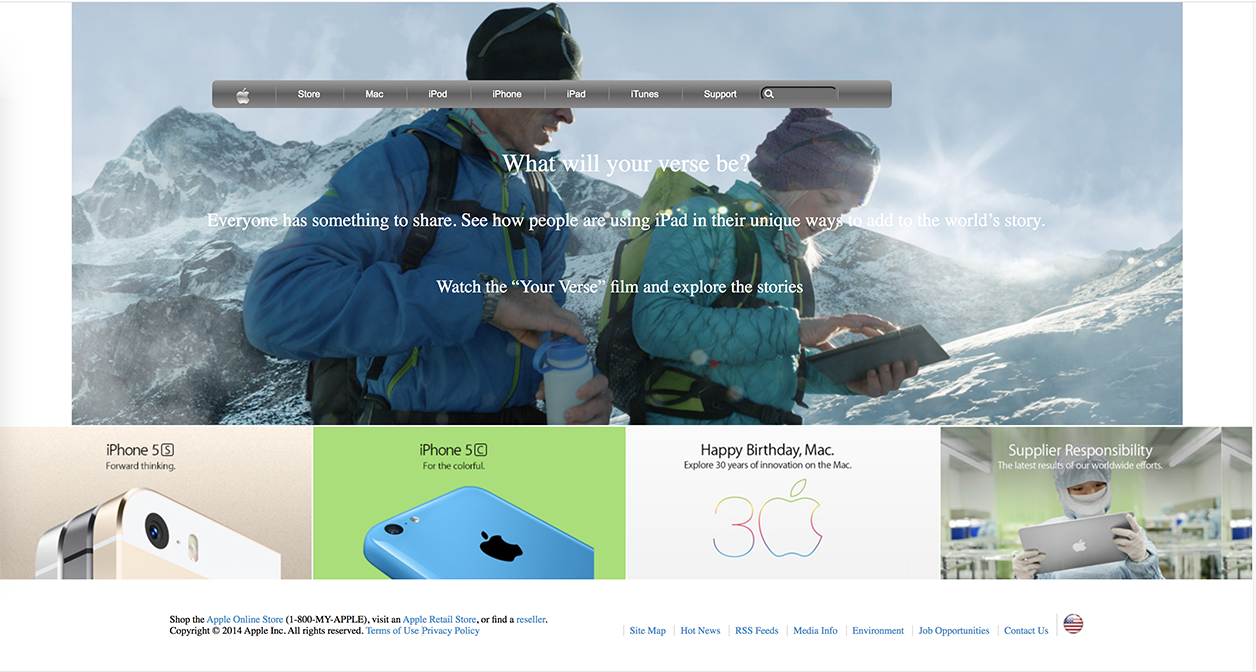 Store Mac iPod iPhone iPad iTunes Support
What will your verse be?
Everyone has something to share. See how people are using iPad in their unique ways to add to the world’s story.
Watch the “Your Verse” film and explore the stories
iPhone 5S
Forward thinking.
iPhone 5C
For the colorful.
Happy Birthday, Mac.
Explore 30 years of innovation on the Mac.
30
Supplier Responsibility
The latest results of our worldwide efforts.
Shop the Apple Online Store (1-800-MY-APPLE), visit an Apple Retail Store, or find a reseller.
Copyright © 2014 Apple Inc. All rights reserved. Terms of Use Privacy Policy
Site Map Hot News RSS Feeds Media Info Environment Job Opportunities Contact Us